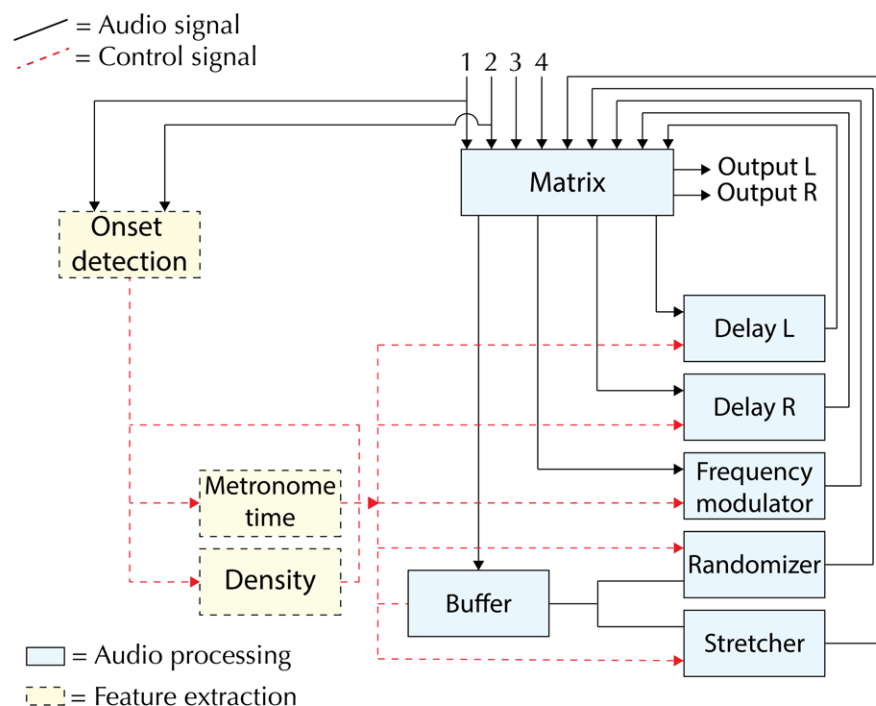 = Audio signal
= Control signal
1 2 3 4
Matrix
Output L
Output R
Onset
detection
Delay L
Delay R
Metronome
time
Frequency
modulator
Density
Buffer
Randomizer
Stretcher
= Audio processing
= Feature extraction